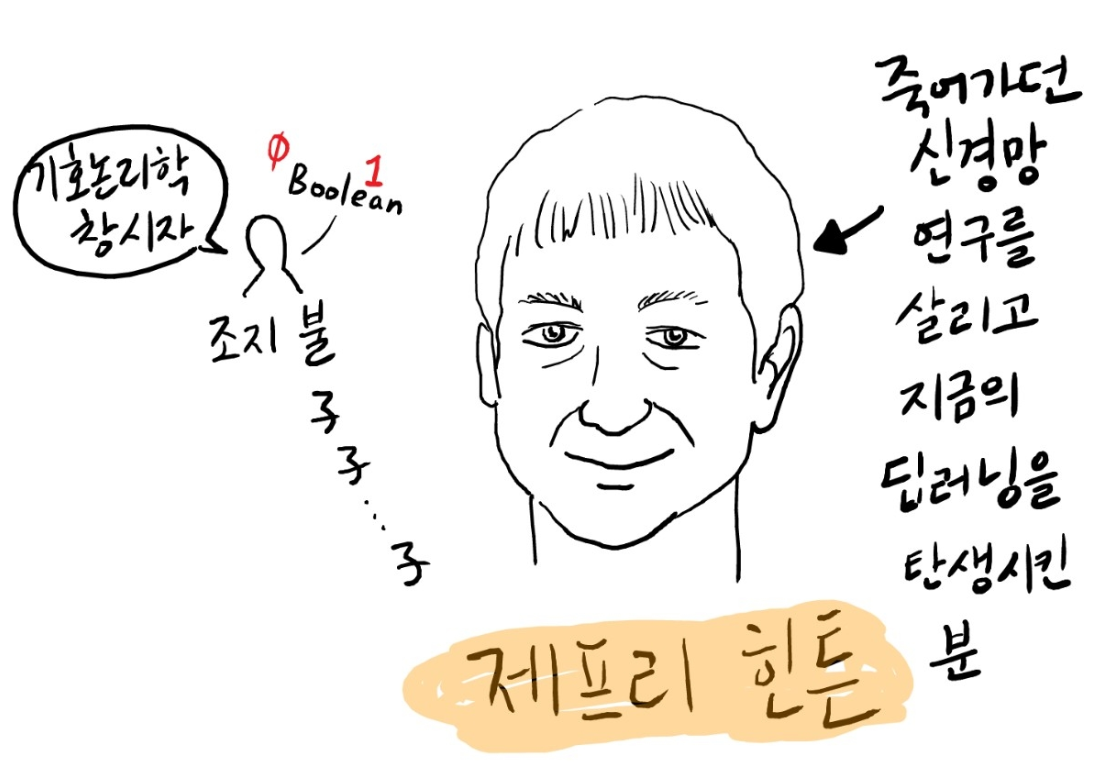 기호논리학
창시자
0 Boolean 1
조지 불
子
子
...
子
죽어가던
신경망
연구를
살리고
지금의
딥러닝을
탄생시킨
분
제프리 힌튼